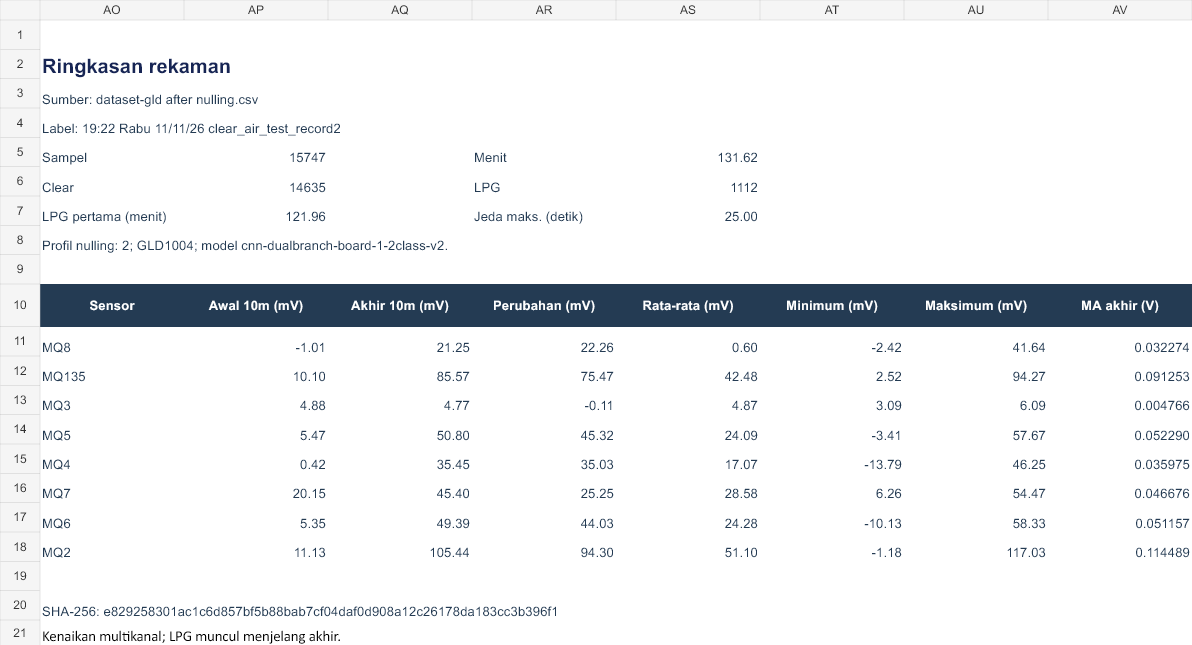 AO AP AQ AR AS AT AU AV
1
2 Ringkasan rekaman
3 Sumber: dataset-gld after nulling.csv
4 Label: 19:22 Rabu 11/11/26 clear_air_test_record2
5 Sampel 15747 Menit 131.62
6 Clear 14635 LPG 1112
7 LPG pertama (menit) 121.96 Jeda maks. (detik) 25.00
8 Profil nulling: 2; GLD1004; model cnn-dualbranch-board-1-2class-v2.
9
10 Sensor Awal 10m (mV) Akhir 10m (mV) Perubahan (mV) Rata-rata (mV) Minimum (mV) Maksimum (mV) MA akhir (V)
11 MQ8 -1.01 21.25 22.26 0.60 -2.42 41.64 0.032274
12 MQ135 10.10 85.57 75.47 42.48 2.52 94.27 0.091253
13 MQ3 4.88 4.77 -0.11 4.87 3.09 6.09 0.004766
14 MQ5 5.47 50.80 45.32 24.09 -3.41 57.67 0.052290
15 MQ4 0.42 35.45 35.03 17.07 -13.79 46.25 0.035975
16 MQ7 20.15 45.40 25.25 28.58 6.26 54.47 0.046676
17 MQ6 5.35 49.39 44.03 24.28 -10.13 58.33 0.051157
18 MQ2 11.13 105.44 94.30 51.10 -1.18 117.03 0.114489
19
20 SHA-256: e829258301ac1c6d857bf5b88bab7cf04daf0d908a12c26178da183cc3b396f1
21 Kenaikan multikanal; LPG muncul menjelang akhir.